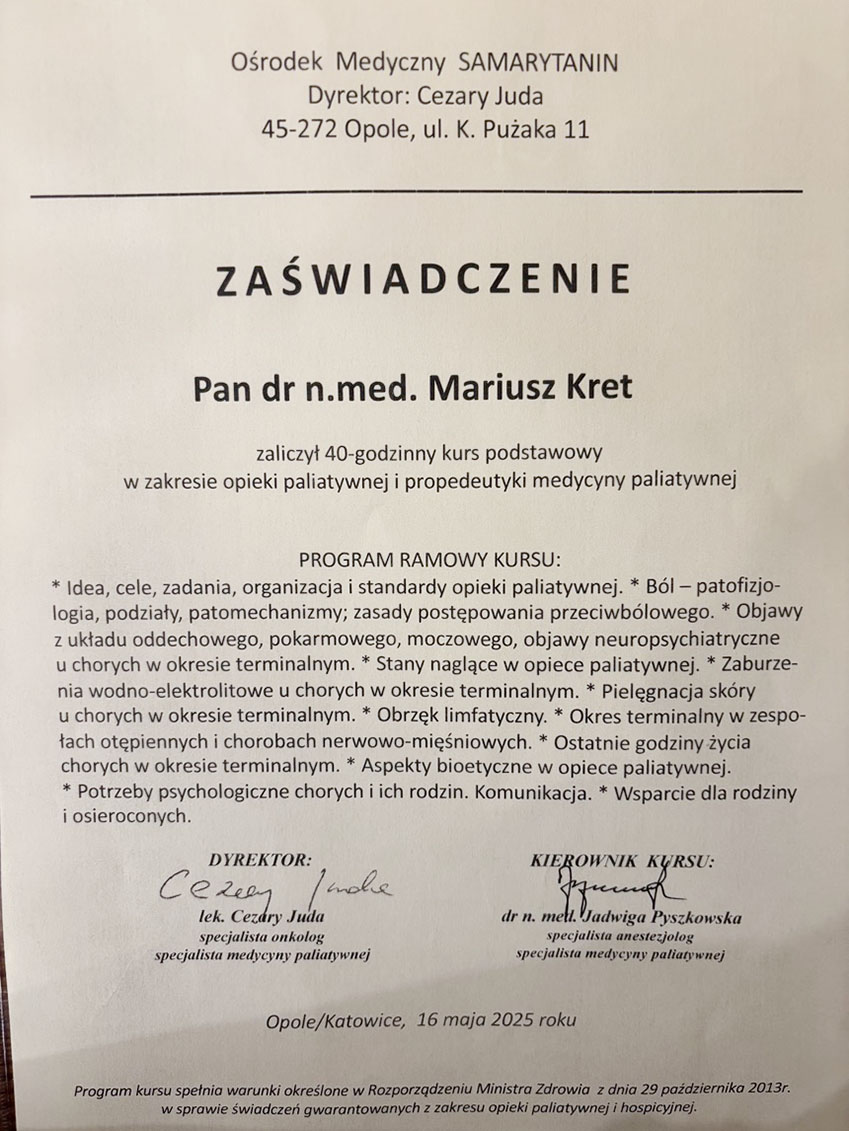 Ośrodek Medyczny SAMARYTANIN
Dyrektor: Cezary Juda
45-272 Opole, ul. K. Pużaka 11
ZAŚWIADCZENIE
Pan dr n.med. Mariusz Kret
zaliczył 40-godzinny kurs podstawowy
w zakresie opieki paliatywnej i propedeutyki medycyny paliatywnej
PROGRAM RAMOWY KURSU:
* Idea, cele, zadania, organizacja i standardy opieki paliatywnej. * Ból – patofizjo-
logia, podziały, patomechanizmy; zasady postępowania przeciwbólowego. * Objawy
z układu oddechowego, pokarmowego, moczowego, objawy neuropsychiatryczne
u chorych w okresie terminalnym. * Stany naglące w opiece paliatywnej. * Zaburze-
nia wodno-elektrolitowe u chorych w okresie terminalnym. * Pielęgnacja skóry
u chorych w okresie terminalnym. * Obrzęk limfatyczny. * Okres terminalny w zespo-
łach otępiennych i chorobach nerwowo-mięśniowych. * Ostatnie godziny życia
chorych w okresie terminalnym. * Aspekty bioetyczne w opiece paliatywnej.
* Potrzeby psychologiczne chorych i ich rodzin. Komunikacja. * Wsparcie dla rodziny
i osieroconych.
DYREKTOR:
Cezary Juda
lek. Cezary Juda
specjalista onkolog
specjalista medycyny paliatywnej
KIEROWNIK KURSU:
dr n. med. Jadwiga Pyszkowska
specjalista anestezjolog
specjalista medycyny paliatywnej
Opole/Katowice, 16 maja 2025 roku
Program kursu spełnia warunki określone w Rozporządzeniu Ministra Zdrowia z dnia 29 października 2013r.
w sprawie świadczeń gwarantowanych z zakresu opieki paliatywnej i hospicyjnej.